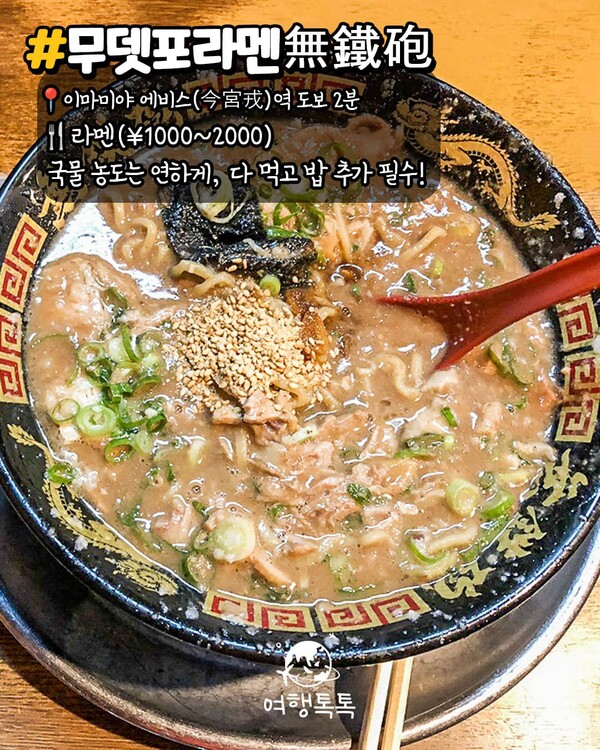 #무뎃포라멘無鐵砲
📍이마미야 에비스(今宮戎)역 도보 2분
🍴라멘(¥1000~2000)
국물 농도는 연하게, 다 먹고 밥 추가 필수!
여행톡톡